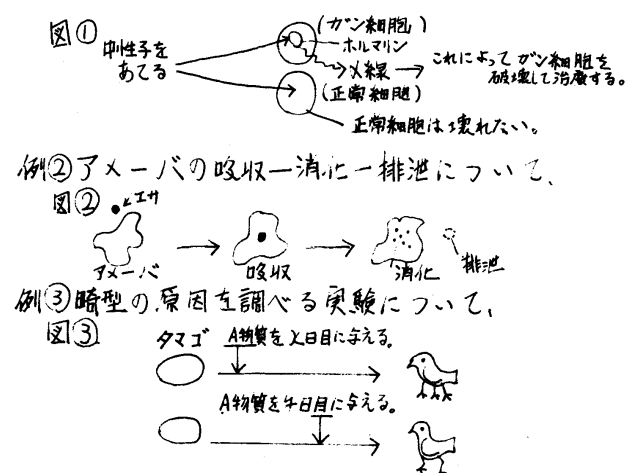 図①
(ガン細胞)
ホルマリン
中性子を
あてる
α線 → これによって ガン細胞を
破壊して治療する。
(正常細胞)
正常細胞は壊れない。
例②アメーバの吸収ー消化ー排泄について、
図②
エサ
アメーバ 吸収 消化 排泄
例③畸型の原因を調べる実験について、
図③
タマゴ A物質を2日目に与える。
A物質を4日目に与える。